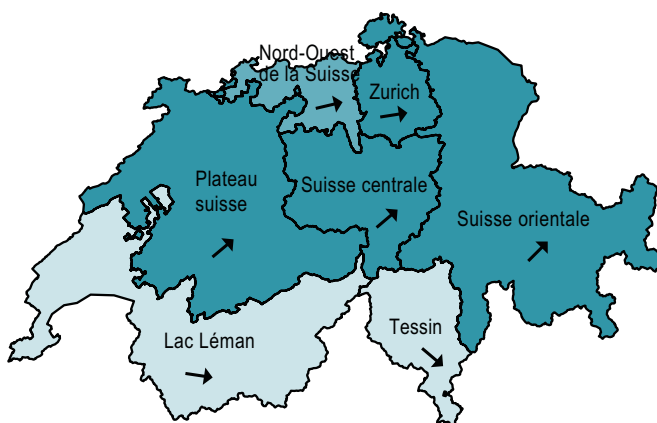 Nord-Ouest
de la Suisse
Zurich
Plateau
suisse
Suisse centrale
Suisse orientale
Lac Léman
Tessin